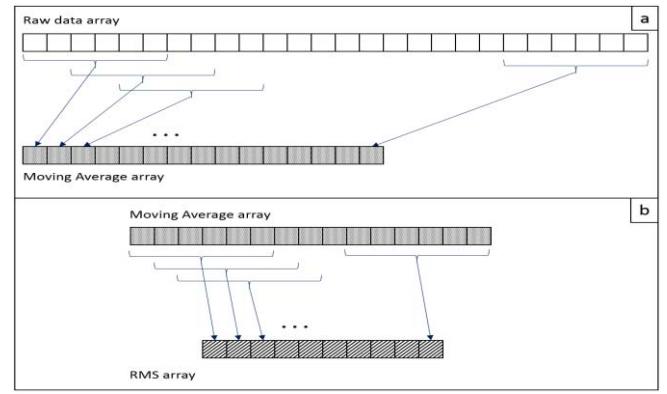 Raw data array
a
. . .
Moving Average array
b
Moving Average array
. . .
RMS array